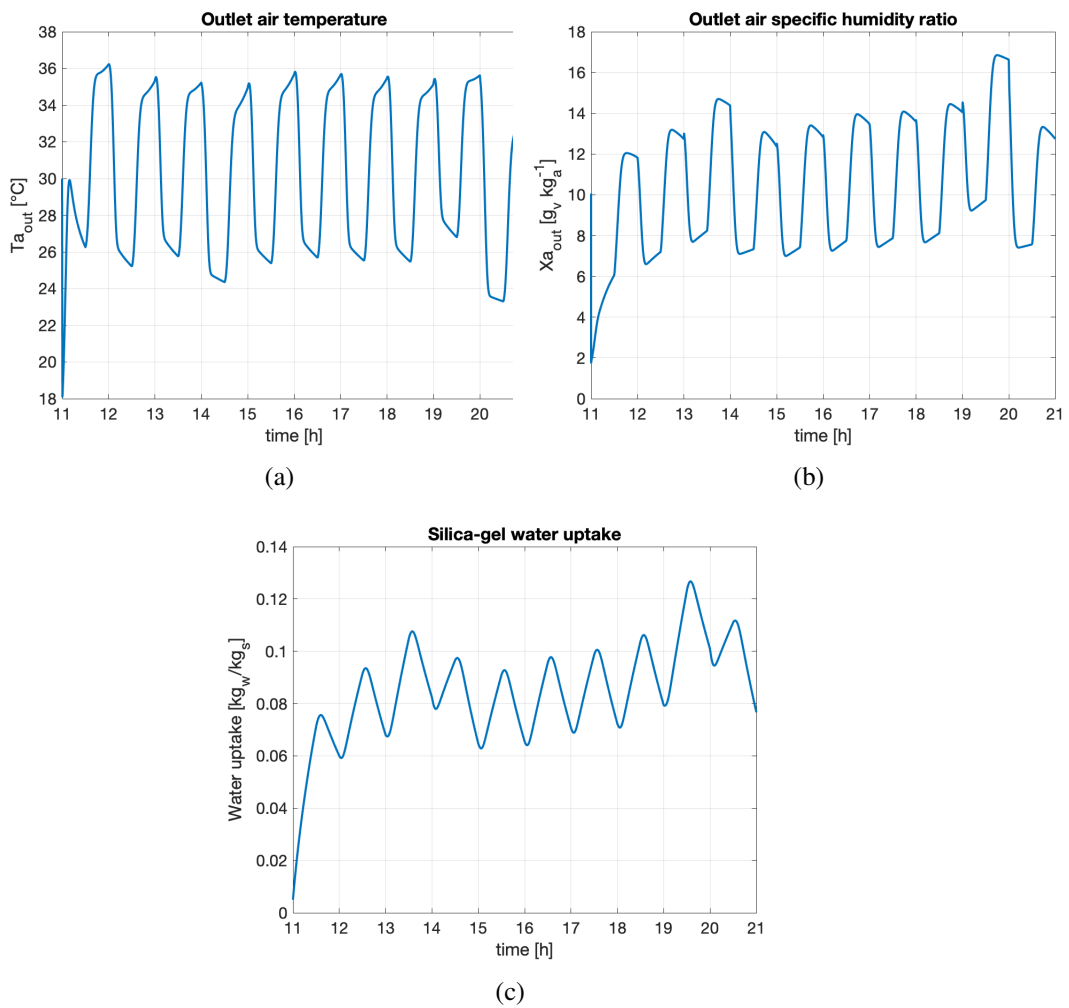 Outlet air temperature
38
36
34
32
30
28
26
24
22
20
18
Ta_out [°C]
11 12 13 14 15 16 17 18 19 20
time [h]
(a)
Outlet air specific humidity ratio
18
16
14
12
10
8
6
4
2
0
Xa_out [g_v kg_a^-1]
11 12 13 14 15 16 17 18 19 20 21
time [h]
(b)
Silica-gel water uptake
0.14
0.12
0.1
0.08
0.06
0.04
0.02
0
Water uptake [kg_w/kg_s]
11 12 13 14 15 16 17 18 19 20 21
time [h]
(c)